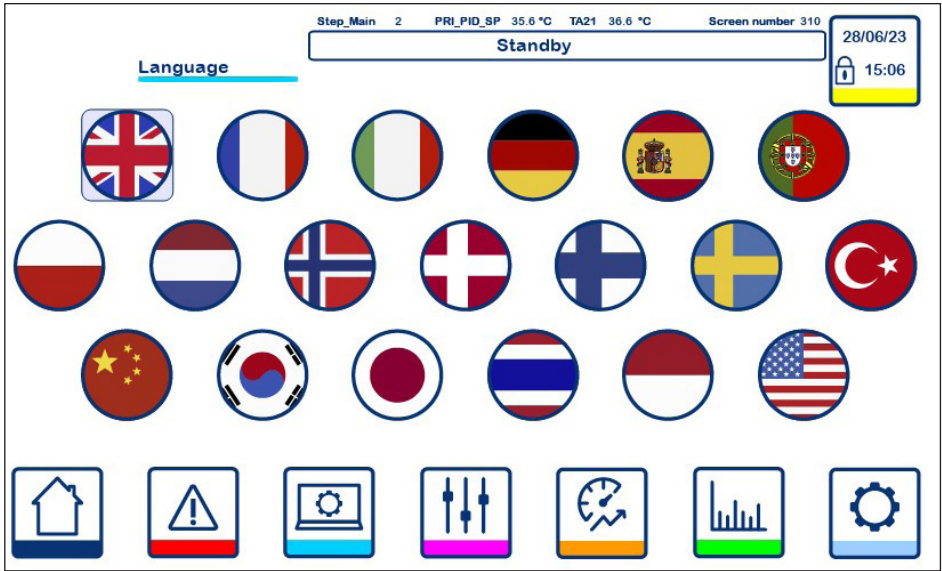 Step_Main 2 PRI_PID_SP 35.6 °C TA21 36.6 °C Screen number 310
Standby
28/06/23
15:06
Language